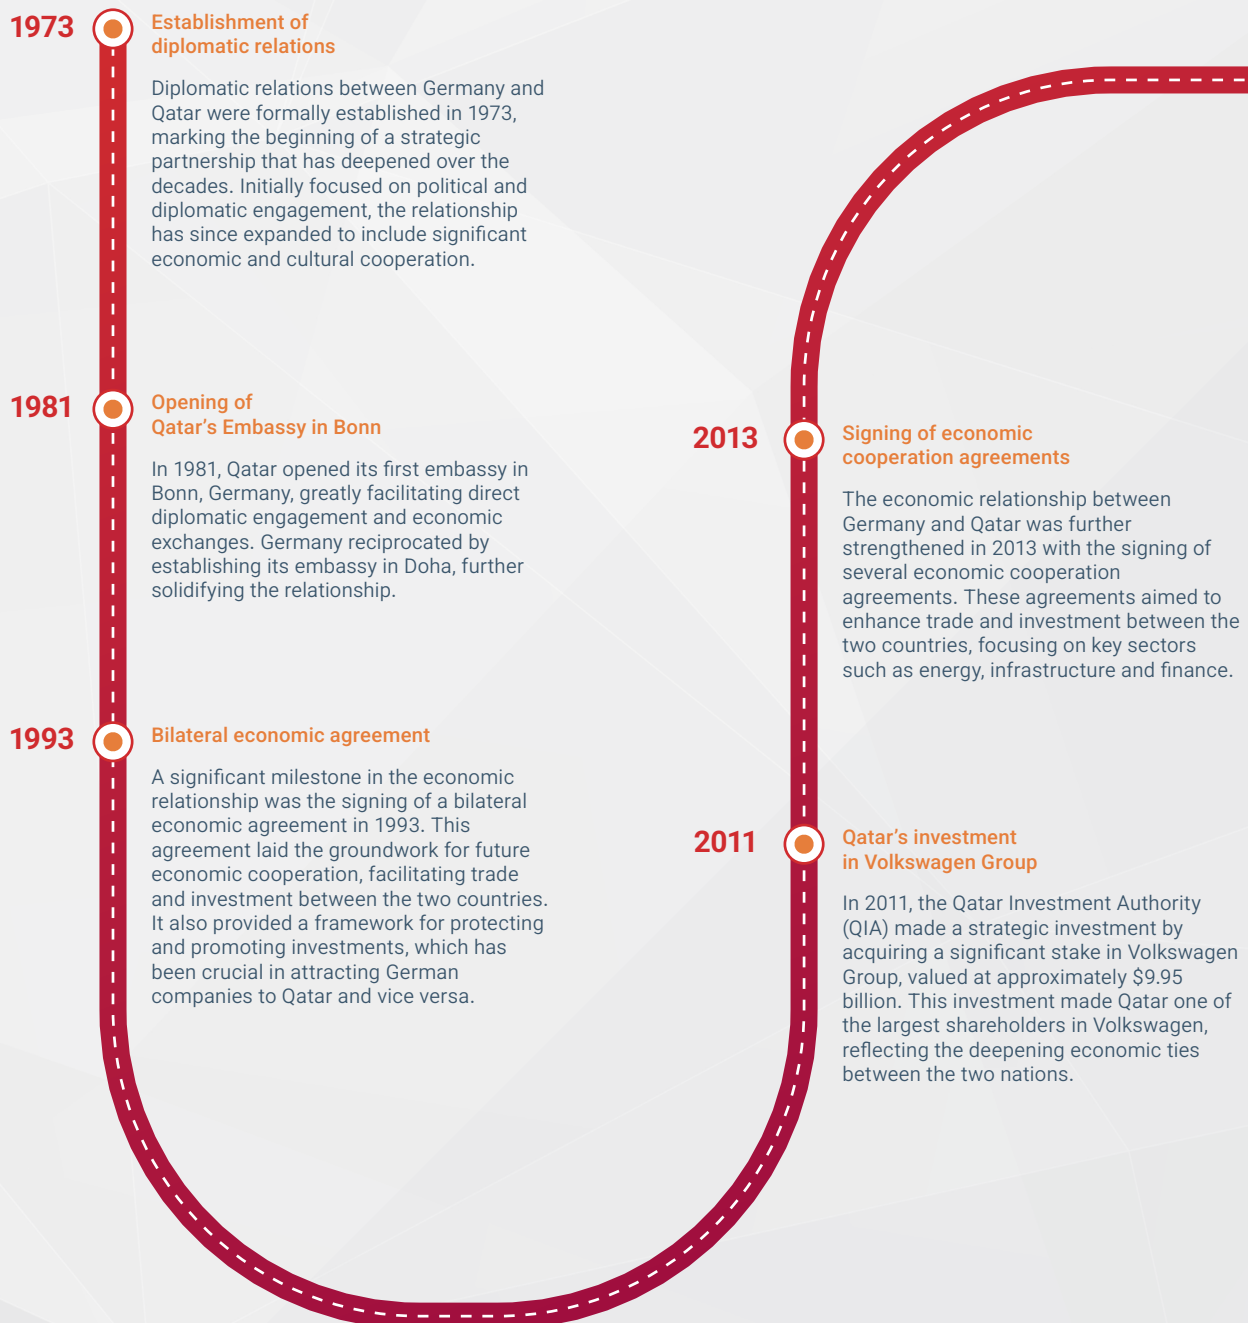 1973
Establishment of
diplomatic relations
Diplomatic relations between Germany and
Qatar were formally established in 1973,
marking the beginning of a strategic
partnership that has deepened over the
decades. Initially focused on political and
diplomatic engagement, the relationship
has since expanded to include significant
economic and cultural cooperation.
1981
Opening of
Qatar’s Embassy in Bonn
In 1981, Qatar opened its first embassy in
Bonn, Germany, greatly facilitating direct
diplomatic engagement and economic
exchanges. Germany reciprocated by
establishing its embassy in Doha, further
solidifying the relationship.
1993
Bilateral economic agreement
A significant milestone in the economic
relationship was the signing of a bilateral
economic agreement in 1993. This
agreement laid the groundwork for future
economic cooperation, facilitating trade
and investment between the two countries.
It also provided a framework for protecting
and promoting investments, which has
been crucial in attracting German
companies to Qatar and vice versa.
2013
Signing of economic
cooperation agreements
The economic relationship between
Germany and Qatar was further
strengthened in 2013 with the signing of
several economic cooperation
agreements. These agreements aimed to
enhance trade and investment between the
two countries, focusing on key sectors
such as energy, infrastructure and finance.
2011
Qatar’s investment
in Volkswagen Group
In 2011, the Qatar Investment Authority
(QIA) made a strategic investment by
acquiring a significant stake in Volkswagen
Group, valued at approximately $9.95
billion. This investment made Qatar one of
the largest shareholders in Volkswagen,
reflecting the deepening economic ties
between the two nations.